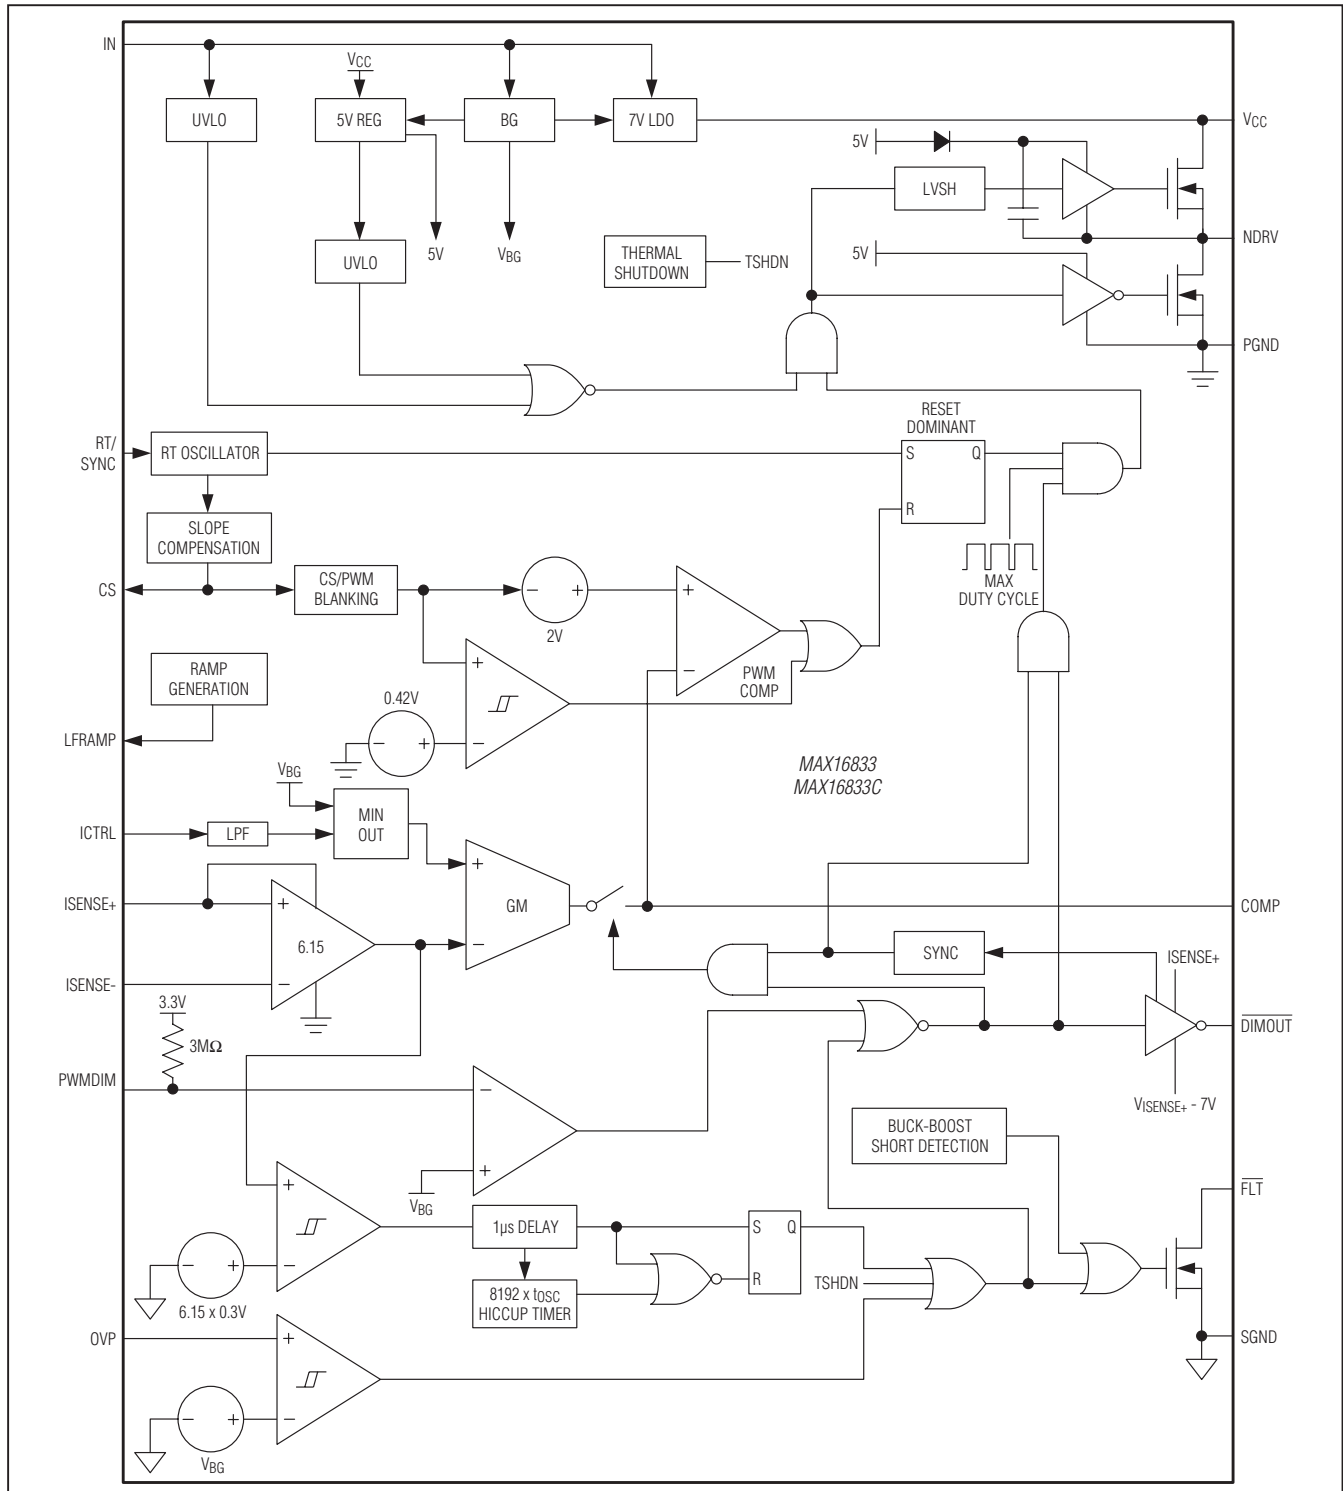 IN
VCC
UVLO
5V REG
BG
7V LDO
VCC
5V
LVSH
UVLO
5V
VBG
THERMAL
SHUTDOWN
TSHDN
5V
NDRV
PGND
RT/
SYNC
RT OSCILLATOR
RESET
DOMINANT
S
Q
R
SLOPE
COMPENSATION
CS
CS/PWM
BLANKING
−
+
2V
+
−
PWM
COMP
MAX
DUTY CYCLE
RAMP
GENERATION
LFRAMP
0.42V
−
+
+
−
MAX16833
MAX16833C
VBG
MIN
OUT
ICTRL
LPF
+
−
GM
ISENSE+
+
−
6.15
ISENSE-
COMP
SYNC
ISENSE+
3.3V
3MΩ
DIMOUT
PWMDIM
−
+
VBG
VISENSE+ - 7V
BUCK-BOOST
SHORT DETECTION
FLT
+
−
1µs DELAY
S
Q
R
−
+
6.15 x 0.3V
8192 x tOSC
HICCUP TIMER
TSHDN
OVP
+
−
SGND
−
+
VBG